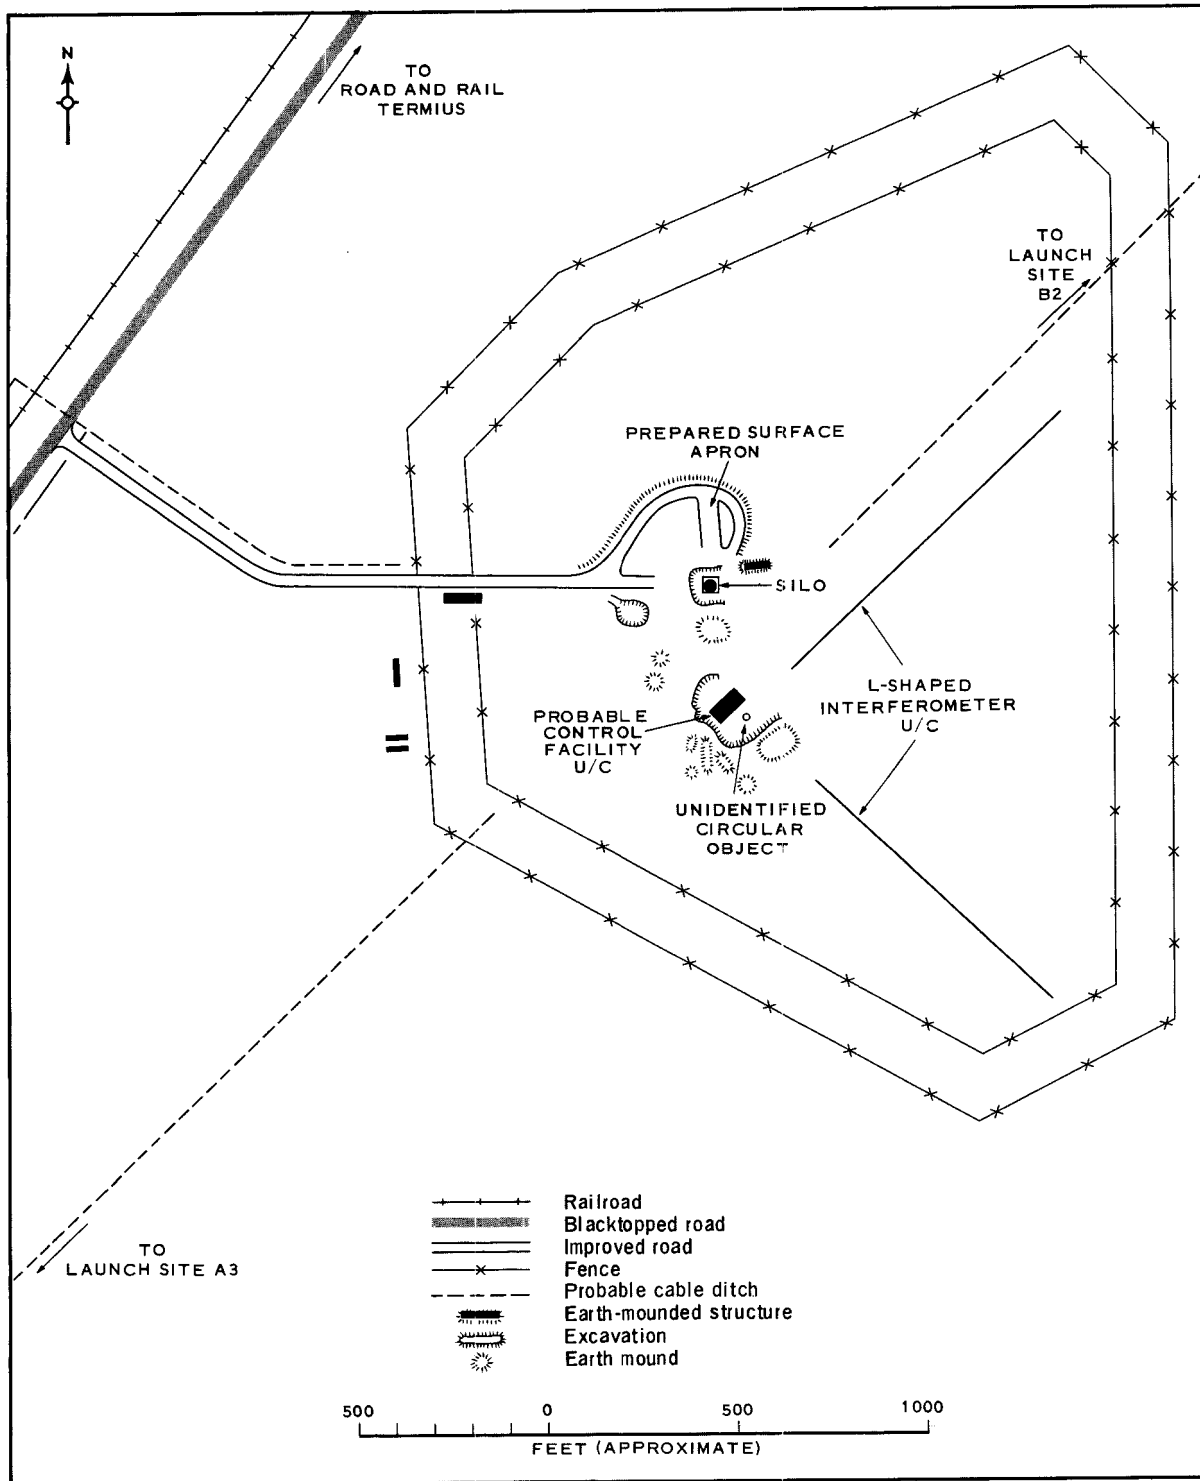 N
TO
ROAD AND RAIL
TERMIUS
TO
LAUNCH
SITE
B2
PREPARED SURFACE
APRON
SILO
L-SHAPED
INTERFEROMETER
U/C
PROBABLE
CONTROL
FACILITY
U/C
UNIDENTIFIED
CIRCULAR
OBJECT
TO
LAUNCH SITE A3
Railroad
Blacktopped road
Improved road
Fence
Probable cable ditch
Earth-mounded structure
Excavation
Earth mound
500 0 500 1000
FEET (APPROXIMATE)